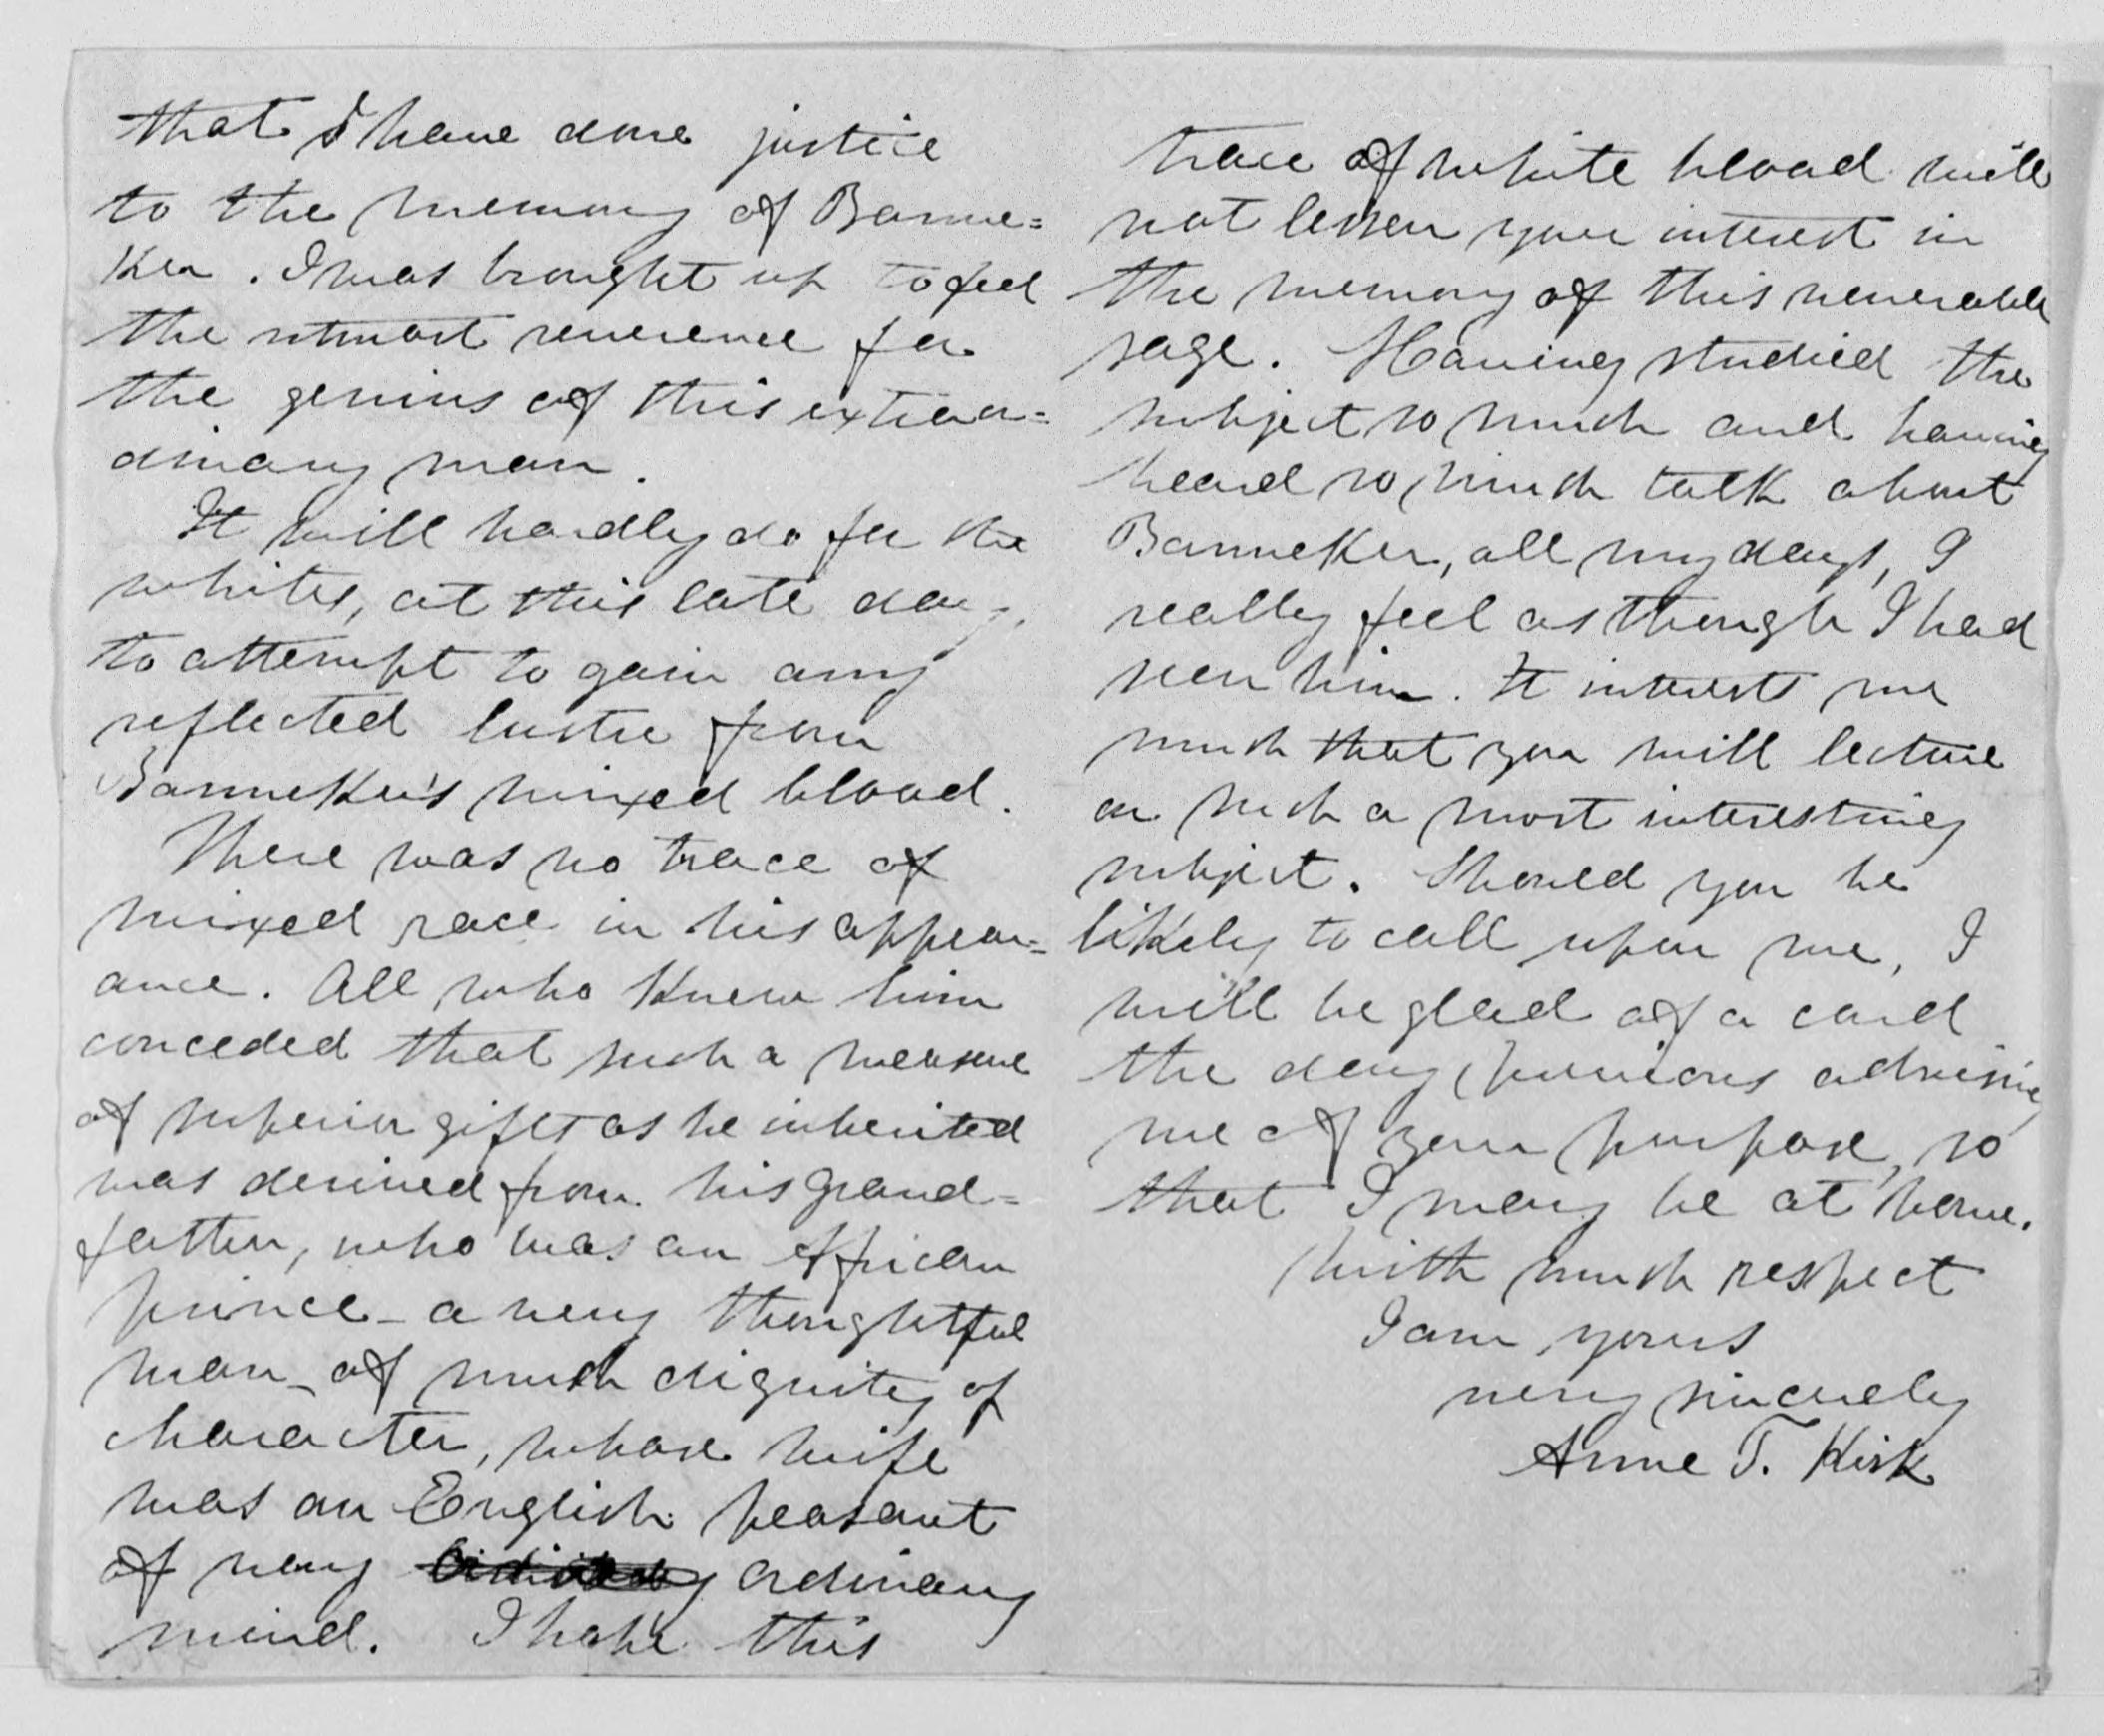 that I have done justice
to the memory of Banne=
ker. I was brought up to feel
the utmost reverence for
the genius of this extraor=
dinary man.
It will hardly do for the
whites, at this late day,
to attempt to gain any
reflected lustre from
Banneker's mixed blood.
There was no trace of
mixed race in his appear=
ance. All who knew him
conceded that such a measure
of superior gifts as he inherited
was derived from his grand=
father, who was an African
prince - a very thoughtful
man - of much dignity of
character, whose wife
was an English peasant
of very ordinary
mind. I hope this
trace of white blood will
not lessen your interest in
the memory of this venerable
sage. Having studied the
subject so much and having
heard so much talk about
Banneker, all my days, I
really feel as though I had
seen him. It interests me
much that you will lecture
on such a most interesting
subject. Should you be
likely to call upon me, I
will be glad of a card
the day previous advising
me of your purpose, so
that I may be at home.
With much respect
I am yours
very sincerely
Anne T. Kirk